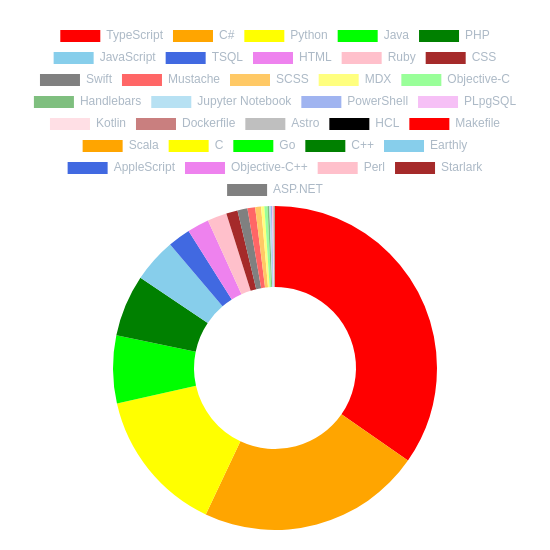 TypeScript C# Python Java PHP
JavaScript TSQL HTML Ruby CSS
Swift Mustache SCSS MDX Objective-C
Handlebars Jupyter Notebook PowerShell PLpgSQL
Kotlin Dockerfile Astro HCL Makefile
Scala C Go C++ Earthly
AppleScript Objective-C++ Perl Starlark
ASP.NET